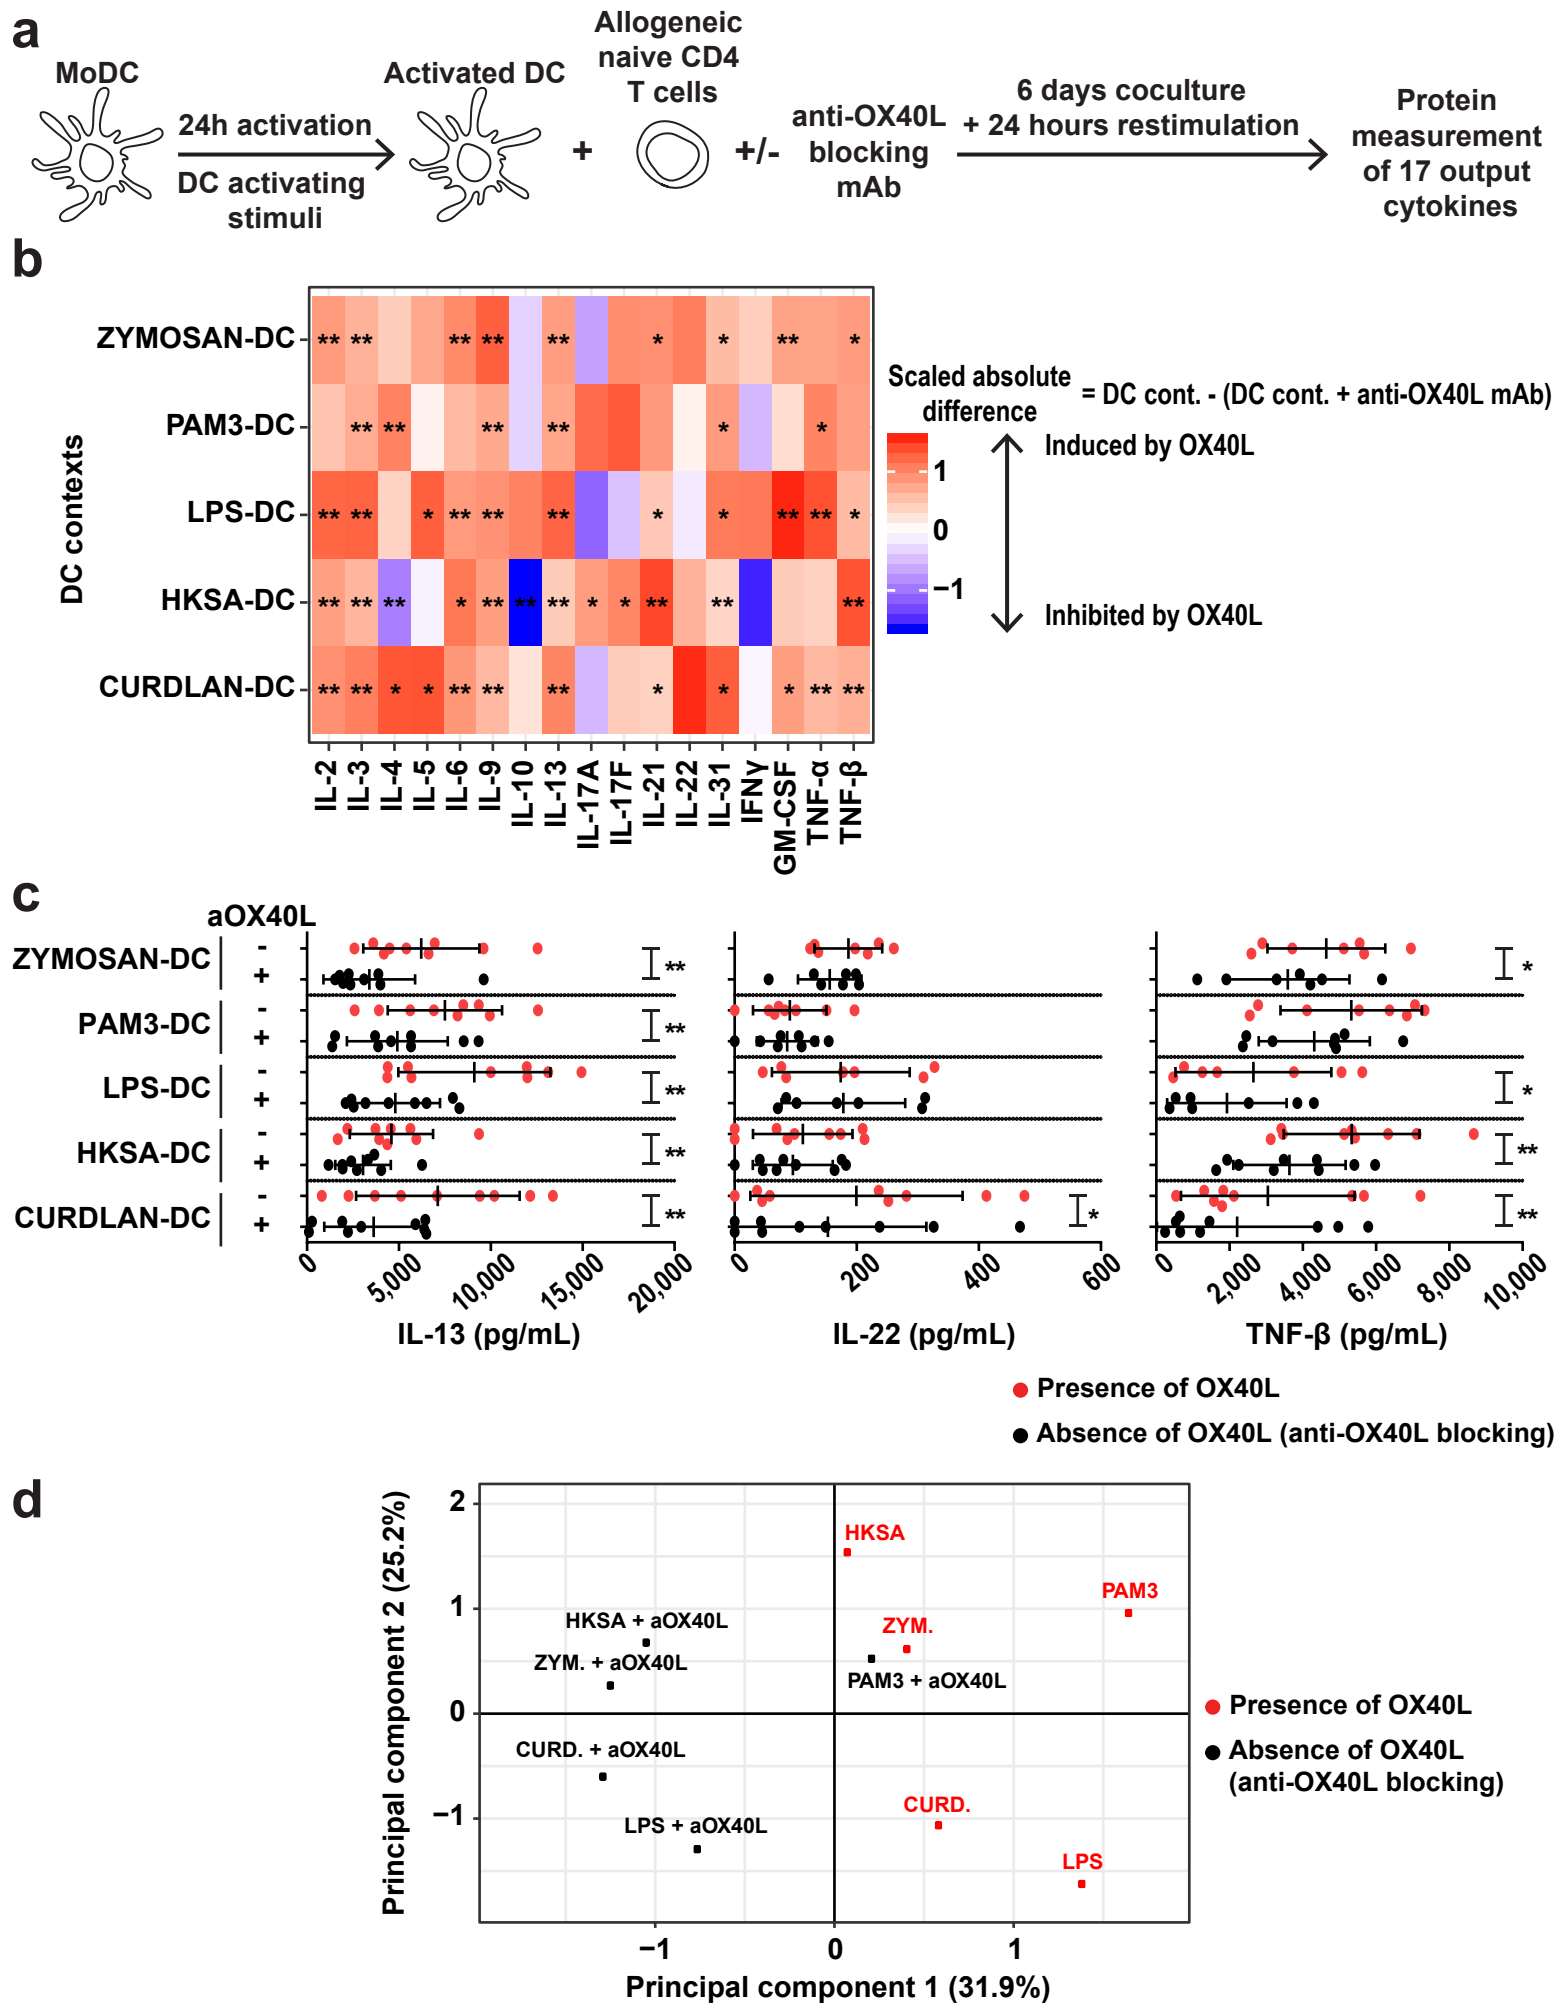 a
MoDC
24h activation
DC activating
stimuli
Activated DC
+
Allogeneic
naive CD4
T cells
+/-
anti-OX40L
blocking
mAb
6 days coculture
+ 24 hours restimulation
Protein
measurement
of 17 output
cytokines
b
DC contexts
ZYMOSAN-DC
** ** ** ** ** * * ** *
PAM3-DC
** ** ** ** * *
LPS-DC
** ** * ** ** ** * * ** ** *
HKSA-DC
** ** ** * ** ** ** * * ** ** **
CURDLAN-DC
** ** * * ** ** ** * * * ** **
IL-2
IL-3
IL-4
IL-5
IL-6
IL-9
IL-10
IL-13
IL-17A
IL-17F
IL-21
IL-22
IL-31
IFNγ
GM-CSF
TNF-α
TNF-β
Scaled absolute
difference
= DC cont. - (DC cont. + anti-OX40L mAb)
1
0
−1
Induced by OX40L
Inhibited by OX40L
c
aOX40L
ZYMOSAN-DC
-
+
** *
PAM3-DC
-
+
**
LPS-DC
-
+
** *
HKSA-DC
-
+
** **
CURDLAN-DC
-
+
** * **
0 5,000 10,000 15,000 20,000
IL-13 (pg/mL)
0 200 400 600
IL-22 (pg/mL)
0 2,000 4,000 6,000 8,000 10,000
TNF-β (pg/mL)
Presence of OX40L
Absence of OX40L (anti-OX40L blocking)
d
Principal component 2 (25.2%)
2
1
0
−1
HKSA
PAM3
HKSA + aOX40L
ZYM.
ZYM. + aOX40L
PAM3 + aOX40L
CURD. + aOX40L
CURD.
LPS + aOX40L
LPS
−1 0 1
Principal component 1 (31.9%)
Presence of OX40L
Absence of OX40L
(anti-OX40L blocking)